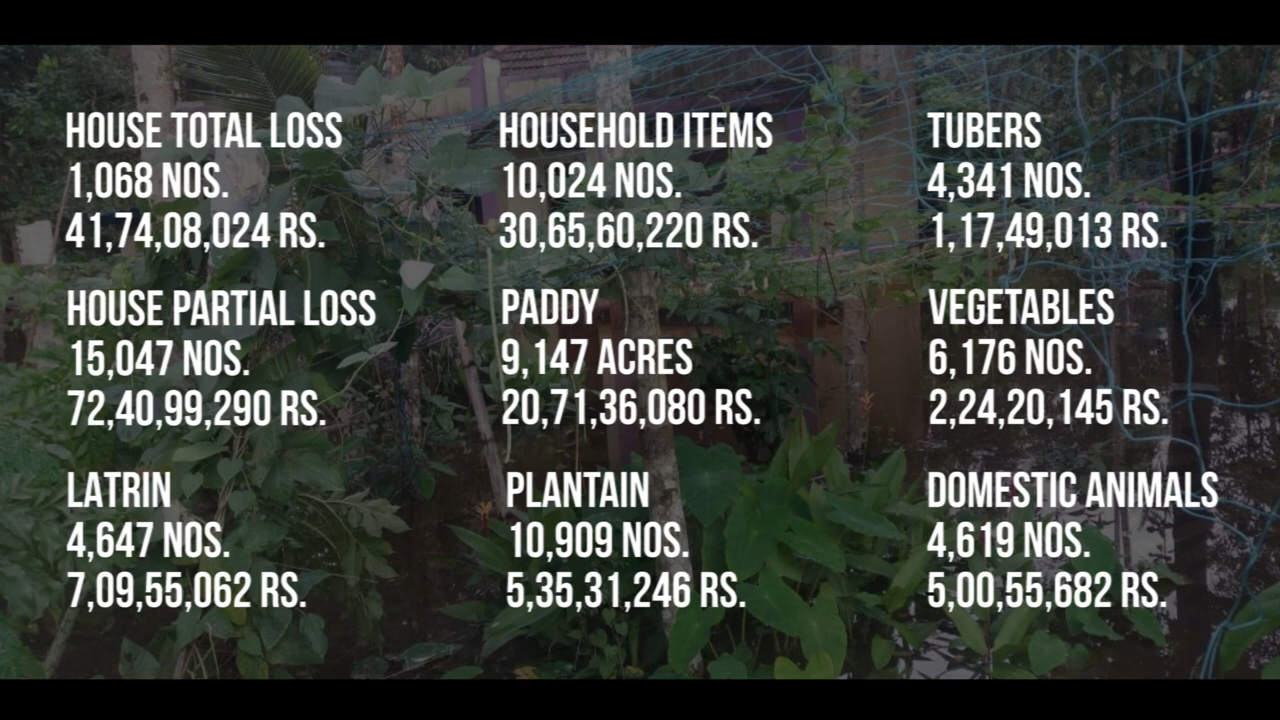 HOUSE TOTAL LOSS
1,068 NOS.
41,74,08,024 RS.
HOUSE PARTIAL LOSS
15,047 NOS.
72,40,99,290 RS.
LATRIN
4,647 NOS.
7,09,55,062 RS.
HOUSEHOLD ITEMS
10,024 NOS.
30,65,60,220 RS.
PADDY
9,147 ACRES
20,71,36,080 RS.
PLANTAIN
10,909 NOS.
5,35,31,246 RS.
TUBERS
4,341 NOS.
1,17,49,013 RS.
VEGETABLES
6,176 NOS.
2,24,20,145 RS.
DOMESTIC ANIMALS
4,619 NOS.
5,00,55,682 RS.